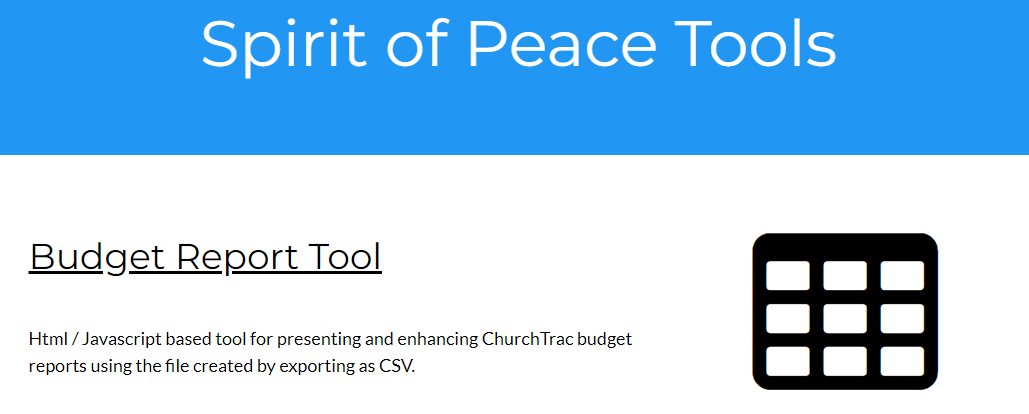 Spirit of Peace Tools
Budget Report Tool
Html / Javascript based tool for presenting and enhancing ChurchTrac budget
reports using the file created by exporting as CSV.